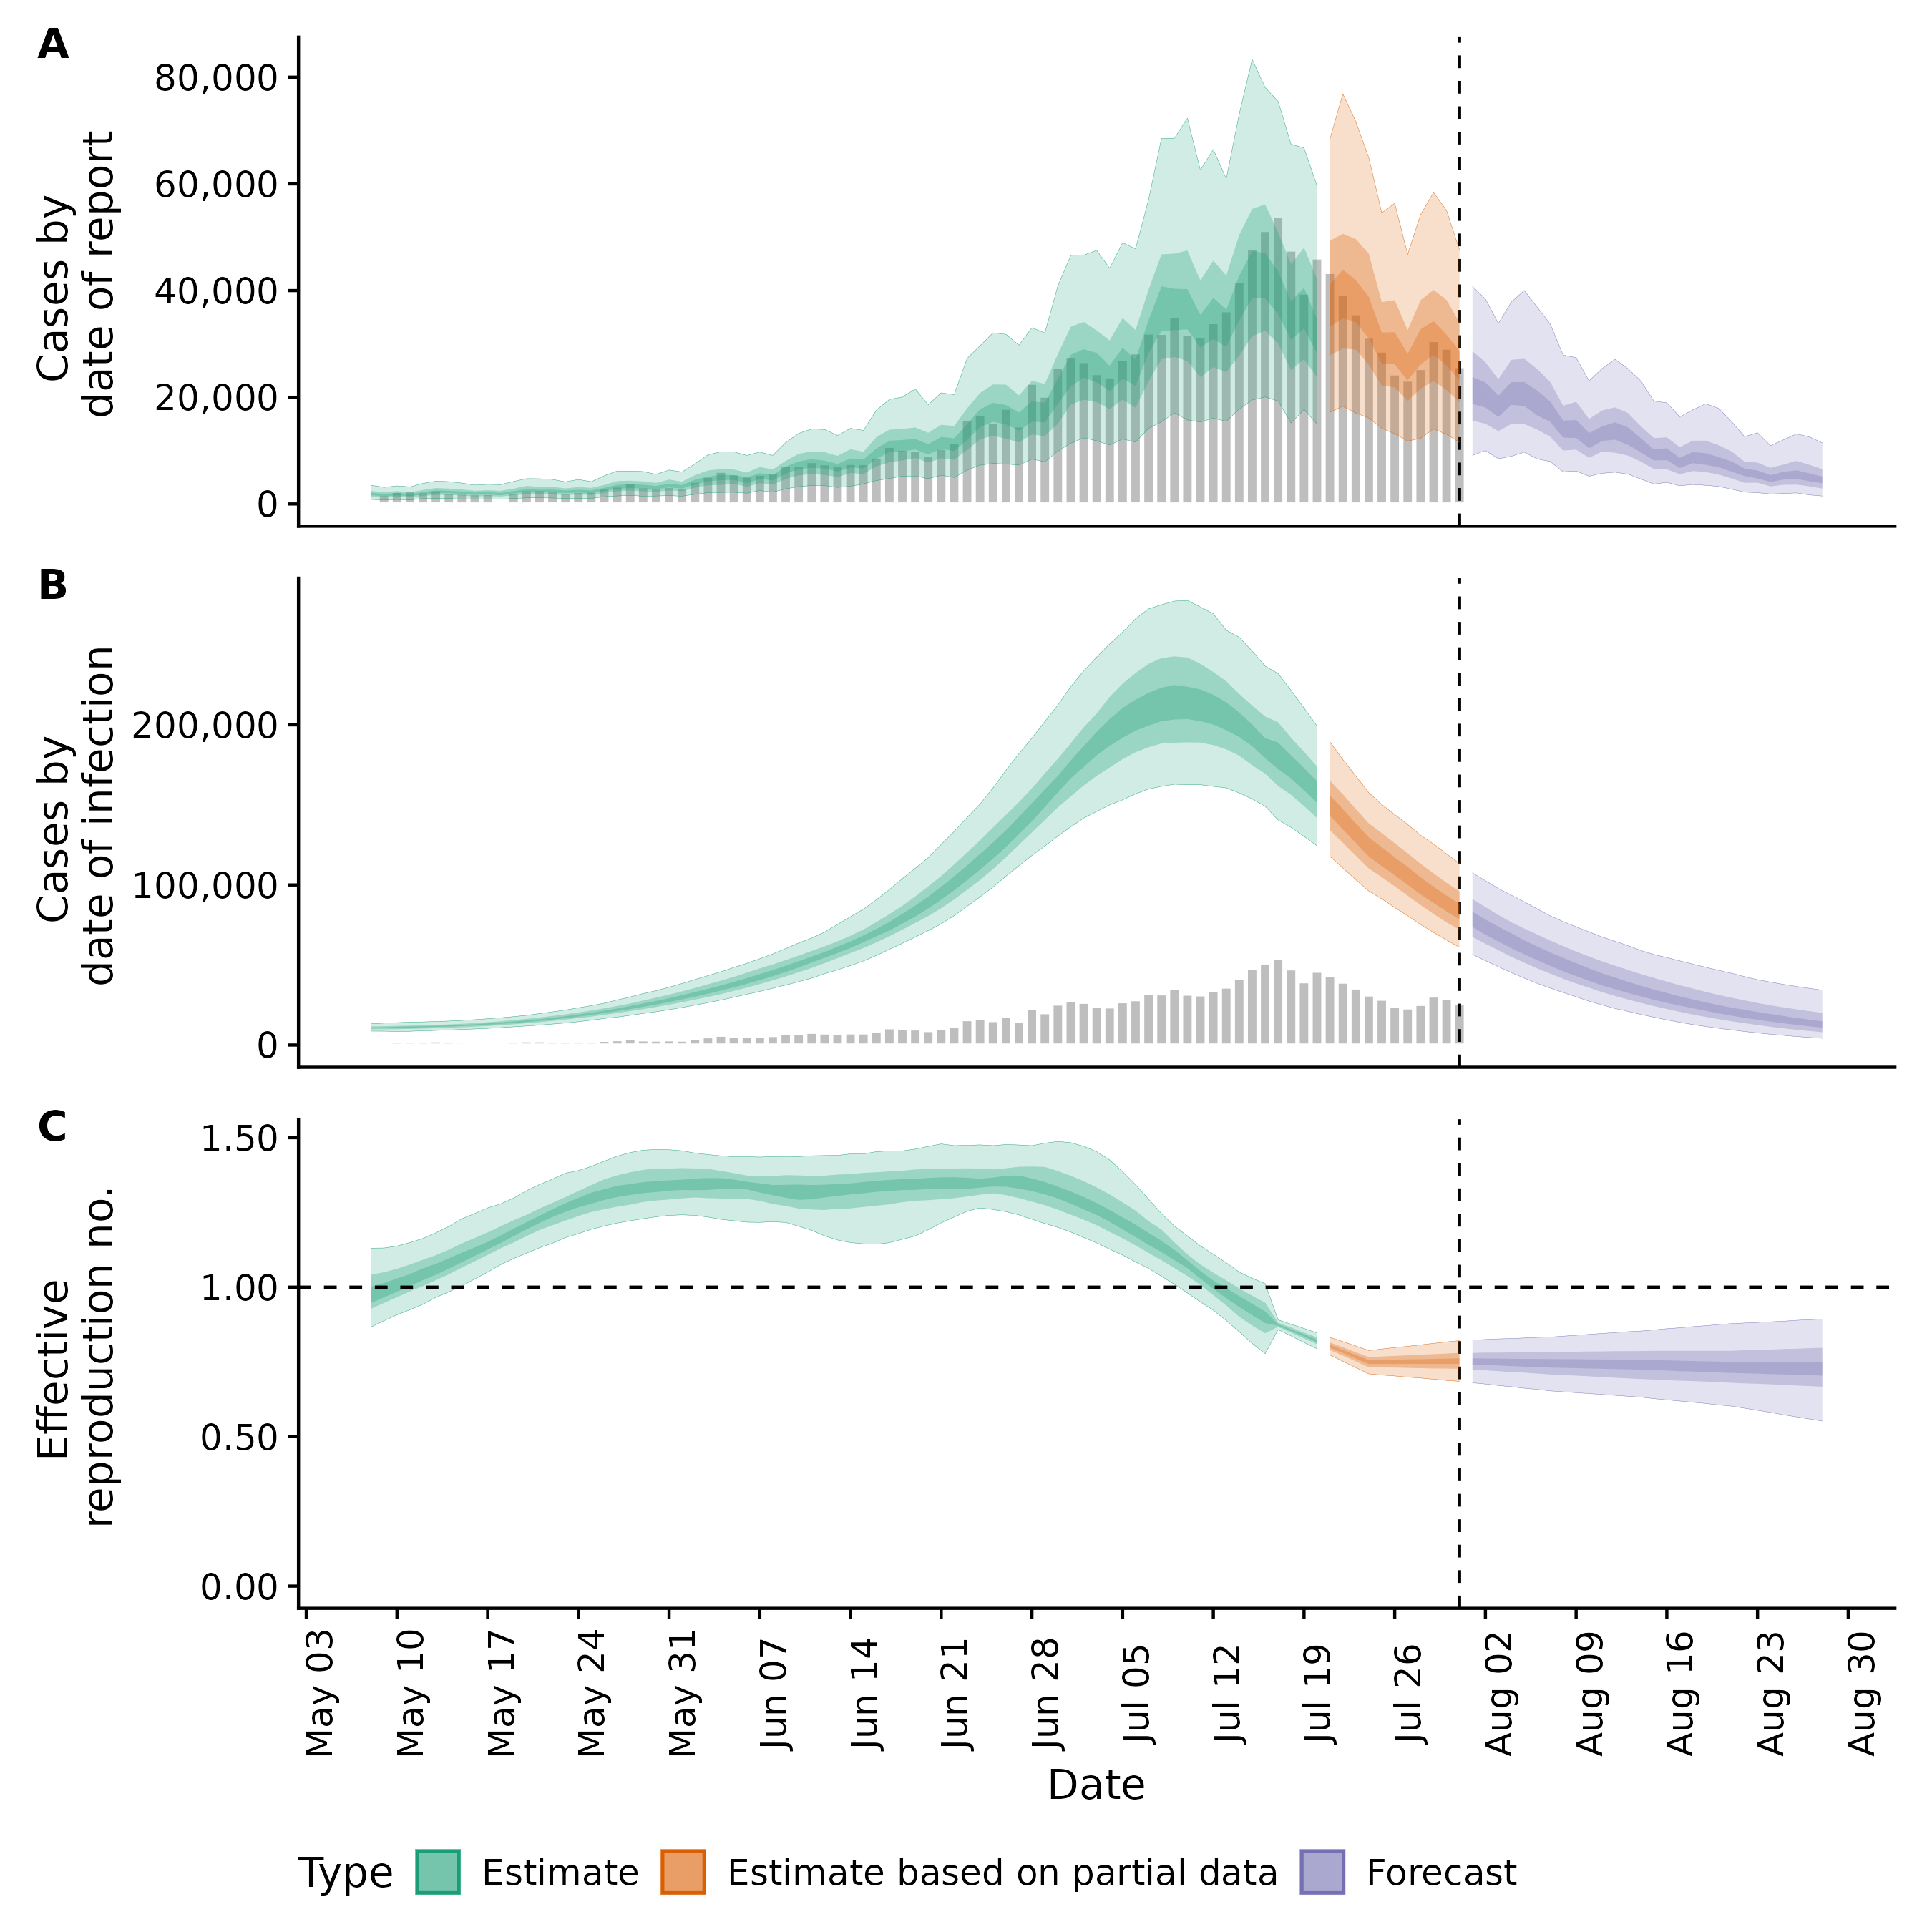 A
Cases by
date of report
80,000
60,000
40,000
20,000
0
B
Cases by
date of infection
200,000
100,000
0
C
Effective
reproduction no.
1.50
1.00
0.50
0.00
May 03
May 10
May 17
May 24
May 31
Jun 07
Jun 14
Jun 21
Jun 28
Jul 05
Jul 12
Jul 19
Jul 26
Aug 02
Aug 09
Aug 16
Aug 23
Aug 30
Date
Type Estimate Estimate based on partial data Forecast